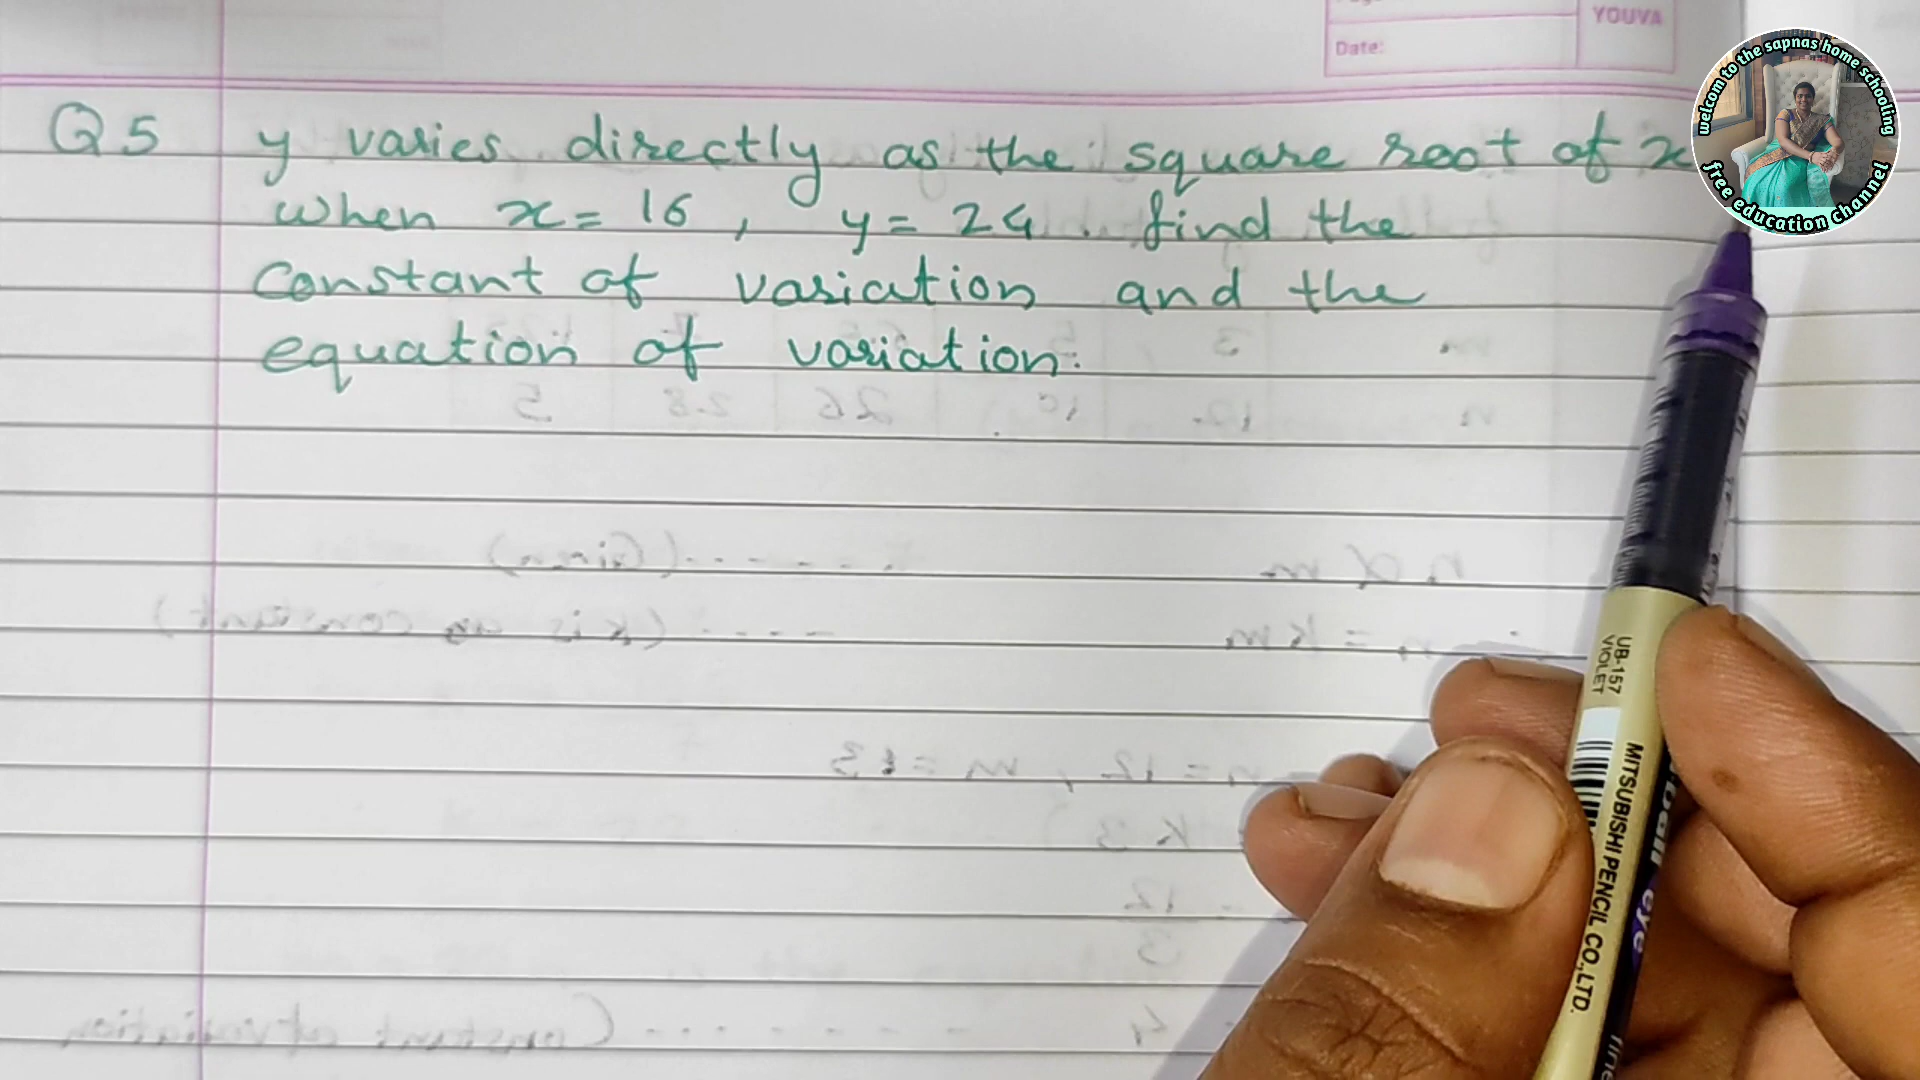 YOUVA
Date:
welcom to the sapnas home schooling
free education channel
Q5 y varies directly as the square root of x
when x = 16 , y = 24 . find the
constant of variation and the
equation of variation.
UB-157
VIOLET
MITSUBISHI PENCIL CO.,LTD.
eye
fine